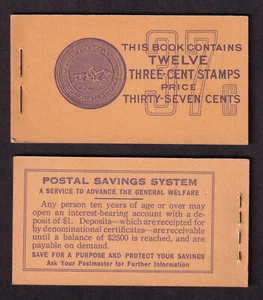 THIS BOOK CONTAINS
TWELVE
THREE-CENT STAMPS
PRICE
THIRTY-SEVEN CENTS
37c
POSTAL SAVINGS SYSTEM
A SERVICE TO ADVANCE THE GENERAL WELFARE
Any person ten years of age or over may
open an interest-bearing account with a de-
posit of $1. Deposits—which are receipted for
by denominational certificates—are receivable
until a balance of $2500 is reached, and are
payable on demand.
SAVE FOR A PURPOSE AND PROTECT YOUR SAVINGS
Ask Your Postmaster for Further Information